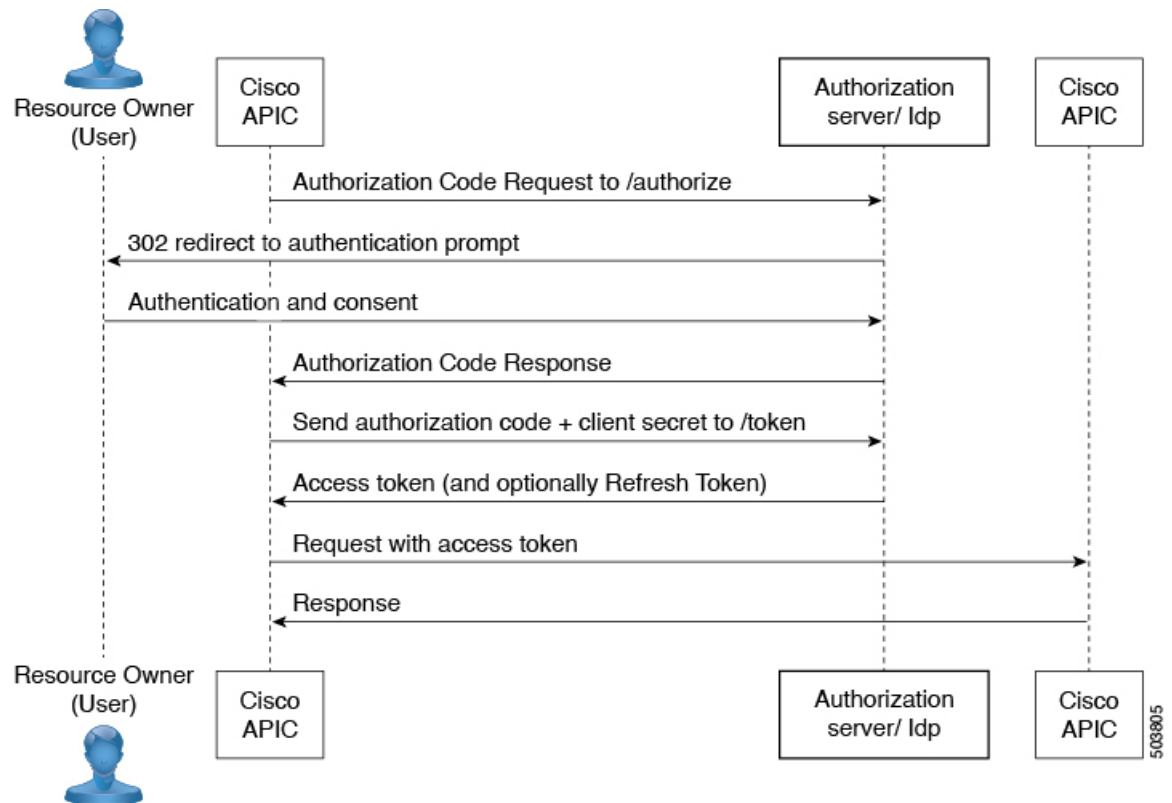 Resource Owner
(User)
Cisco
APIC
Authorization
server/ Idp
Cisco
APIC
Authorization Code Request to /authorize
302 redirect to authentication prompt
Authentication and consent
Authorization Code Response
Send authorization code + client secret to /token
Access token (and optionally Refresh Token)
Request with access token
Response
Resource Owner
(User)
Cisco
APIC
Authorization
server/ Idp
Cisco
APIC
503805